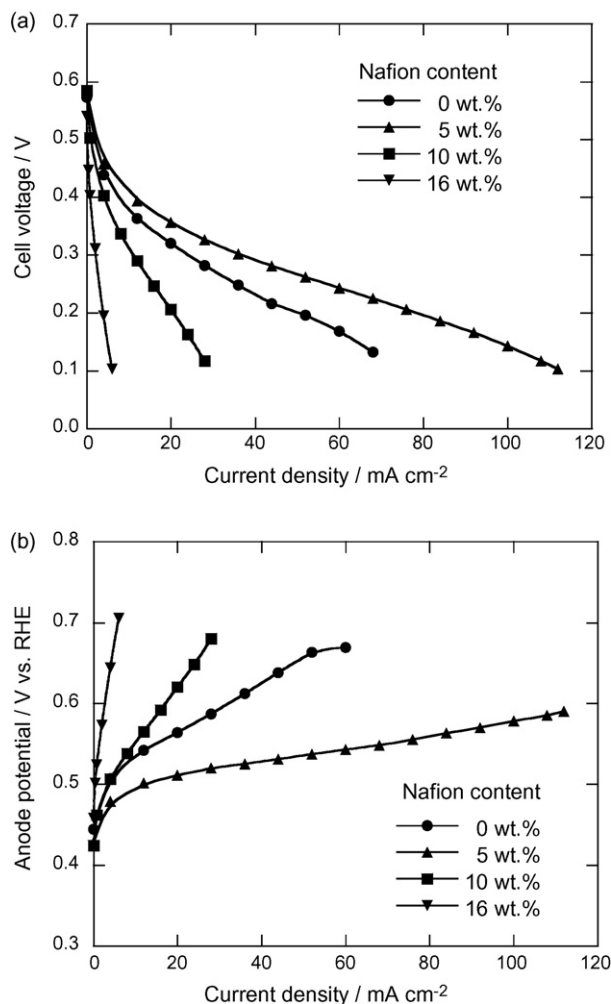 (a)
0.7
0.6
0.5
0.4
0.3
0.2
0.1
0.0
Cell voltage / V
Nafion content
0 wt.%
5 wt.%
10 wt.%
16 wt.%
0 20 40 60 80 100 120
Current density / mA cm-2
(b)
0.8
0.7
0.6
0.5
0.4
0.3
Anode potential / V vs. RHE
Nafion content
0 wt.%
5 wt.%
10 wt.%
16 wt.%
0 20 40 60 80 100 120
Current density / mA cm-2